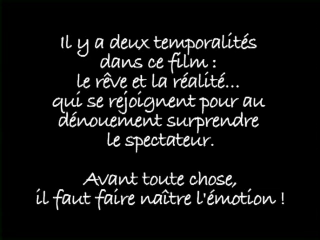 Il y a deux temporalités
dans ce film :
le rêve et la réalité...
qui se rejoignent pour au
dénouement surprendre
le spectateur.
Avant toute chose,
il faut faire naître l'émotion !